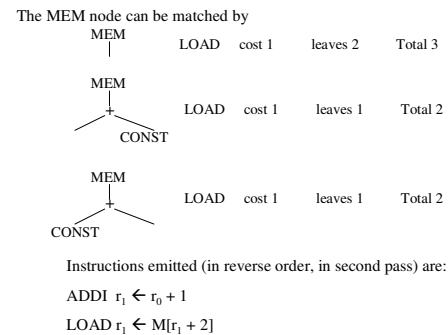 The MEM node can be matched by
MEM
LOAD cost 1 leaves 2 Total 3
MEM
+ LOAD cost 1 leaves 1 Total 2
CONST
MEM
+ LOAD cost 1 leaves 1 Total 2
CONST
Instructions emitted (in reverse order, in second pass) are:
ADDI r₁ ← r₀ + 1
LOAD r₁ ← M[r₁ + 2]